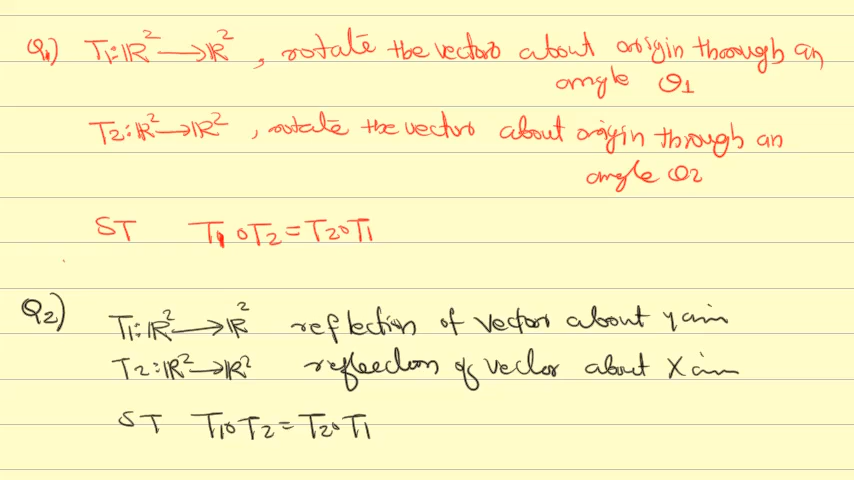 Q1) T1: ℝ² → ℝ², rotate the vectors about origin through an
angle θ1
T2: ℝ² → ℝ², rotate the vectors about origin through an
angle θ2
ST T1 ∘ T2 = T2 ∘ T1
Q2) T1: ℝ² → ℝ² reflection of vectors about y axis
T2: ℝ² → ℝ² reflection of vector about X axis
ST T1 ∘ T2 = T2 ∘ T1